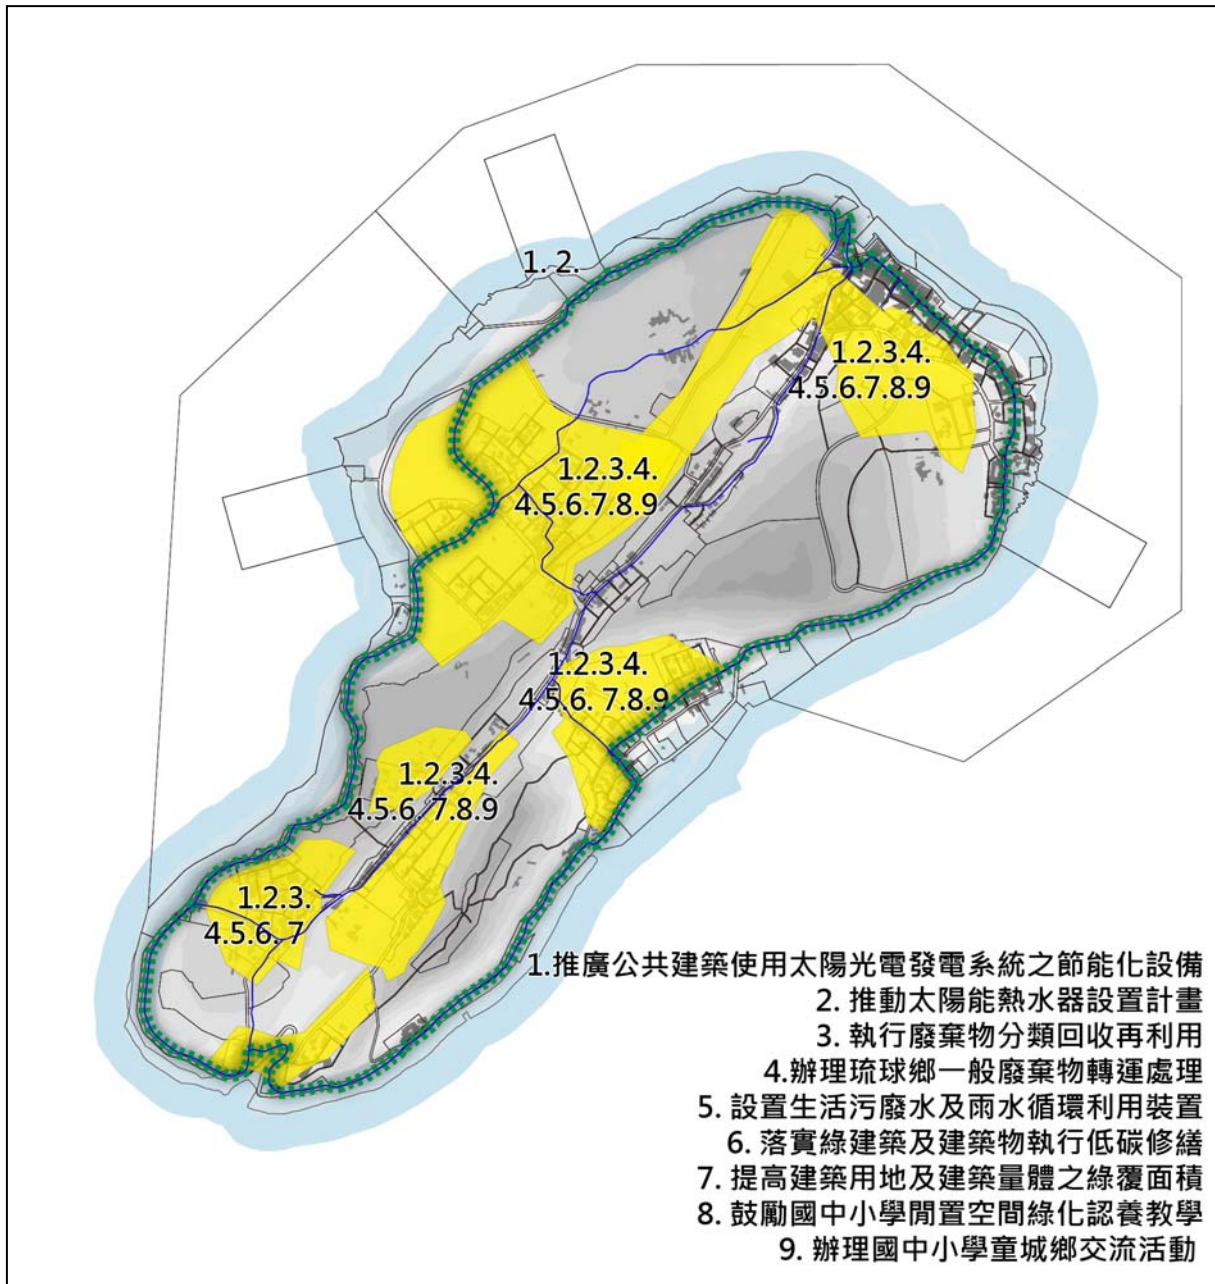 1. 2.
1.2.3.4.
4.5.6.7.8.9
1.2.3.4.
4.5.6.7.8.9
1.2.3.4.
4.5.6. 7.8.9
1.2.3.4.
4.5.6. 7.8.9
1.2.3.
4.5.6. 7
1.推廣公共建築使用太陽光電發電系統之節能化設備
2. 推動太陽能熱水器設置計畫
3. 執行廢棄物分類回收再利用
4.辦理琉球鄉一般廢棄物轉運處理
5. 設置生活污廢水及雨水循環利用裝置
6. 落實綠建築及建築物執行低碳修繕
7. 提高建築用地及建築量體之綠覆面積
8. 鼓勵國中小學閒置空間綠化認養教學
9. 辦理國中小學童城鄉交流活動